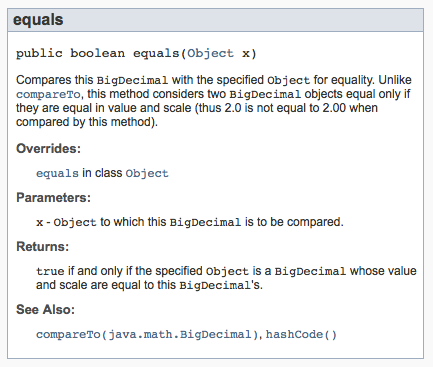 equals
public boolean equals(Object x)
Compares this BigDecimal with the specified Object for equality. Unlike
compareTo, this method considers two BigDecimal objects equal only if
they are equal in value and scale (thus 2.0 is not equal to 2.00 when
compared by this method).
Overrides:
equals in class Object
Parameters:
x - Object to which this BigDecimal is to be compared.
Returns:
true if and only if the specified Object is a BigDecimal whose value
and scale are equal to this BigDecimal's.
See Also:
compareTo(java.math.BigDecimal), hashCode()